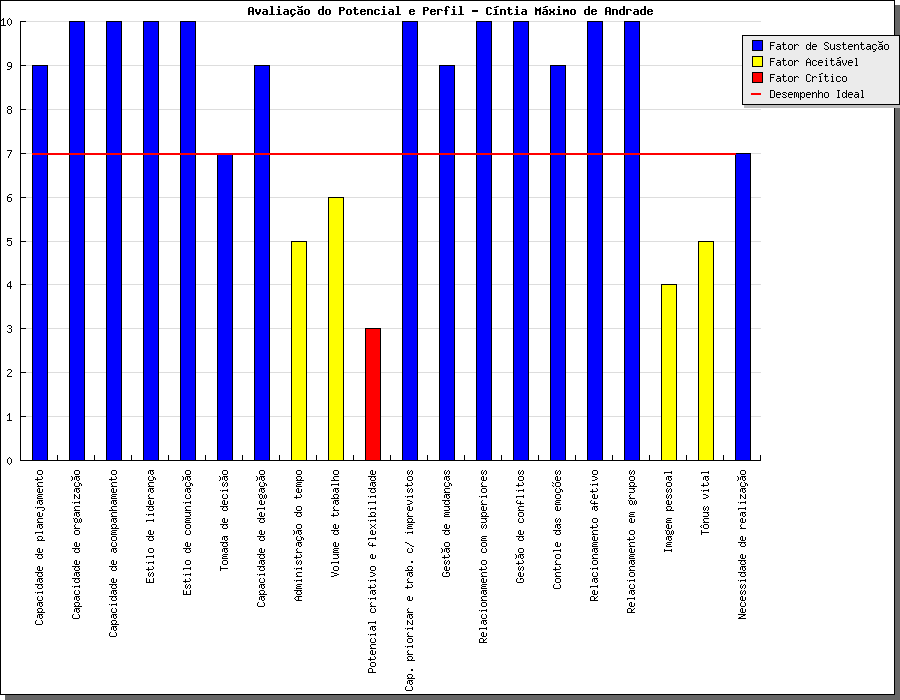 Avaliação do Potencial e Perfil - Cíntia Máximo de Andrade
Fator de Sustentação
Fator Aceitável
Fator Crítico
Desempenho Ideal
10
9
8
7
6
5
4
3
2
1
0
Capacidade de planejamento
Capacidade de organização
Capacidade de acompanhamento
Estilo de liderança
Estilo de comunicação
Tomada de decisão
Capacidade de delegação
Administração do tempo
Volume de trabalho
Potencial criativo e flexibilidade
Cap. priorizar e trab. c/ imprevistos
Gestão de mudanças
Relacionamento com superiores
Gestão de conflitos
Controle das emoções
Relacionamento afetivo
Relacionamento em grupos
Imagem pessoal
Tônus vital
Necessidade de realização